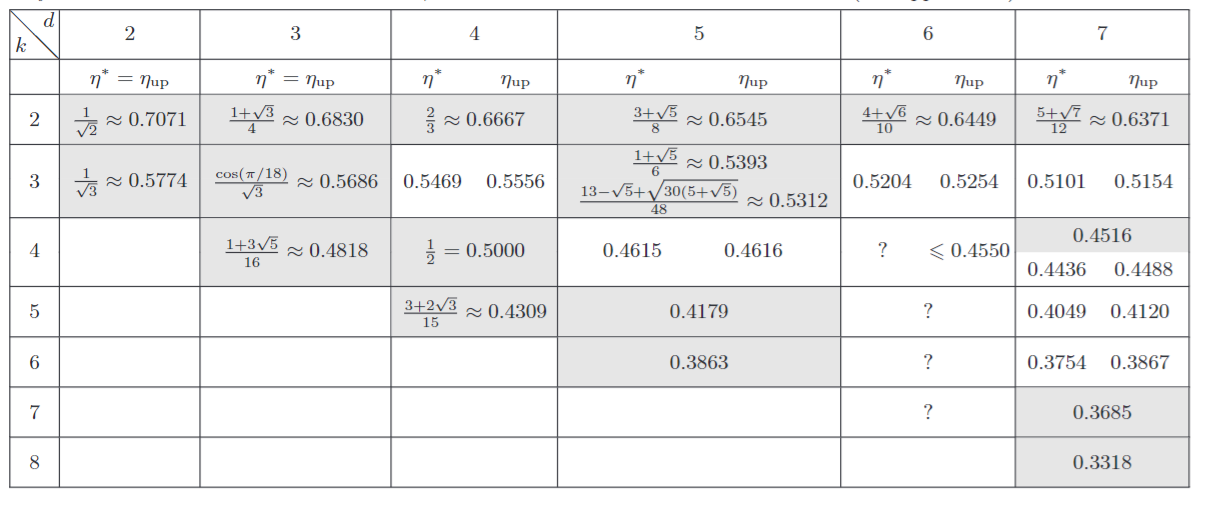 d
k 2 3 4 5 6 7
η* = η_up η* = η_up η* η_up η* η_up η* η_up η* η_up
2 1/√2 ≈ 0.7071 (1+√3)/4 ≈ 0.6830 2/3 ≈ 0.6667 (3+√5)/8 ≈ 0.6545 (4+√6)/10 ≈ 0.6449 (5+√7)/12 ≈ 0.6371
3 1/√3 ≈ 0.5774 cos(π/18)/√3 ≈ 0.5686 0.5469 0.5556 (1+√5)/6 ≈ 0.5393 0.5204 0.5254 0.5101 0.5154
(13−√5+√(30(5+√5)))/48 ≈ 0.5312
4 (1+3√5)/16 ≈ 0.4818 1/2 = 0.5000 0.4615 0.4616 ? ⩽ 0.4550 0.4516
0.4436 0.4488
5 (3+2√3)/15 ≈ 0.4309 0.4179 ? 0.4049 0.4120
6 0.3863 ? 0.3754 0.3867
7 ? 0.3685
8 0.3318